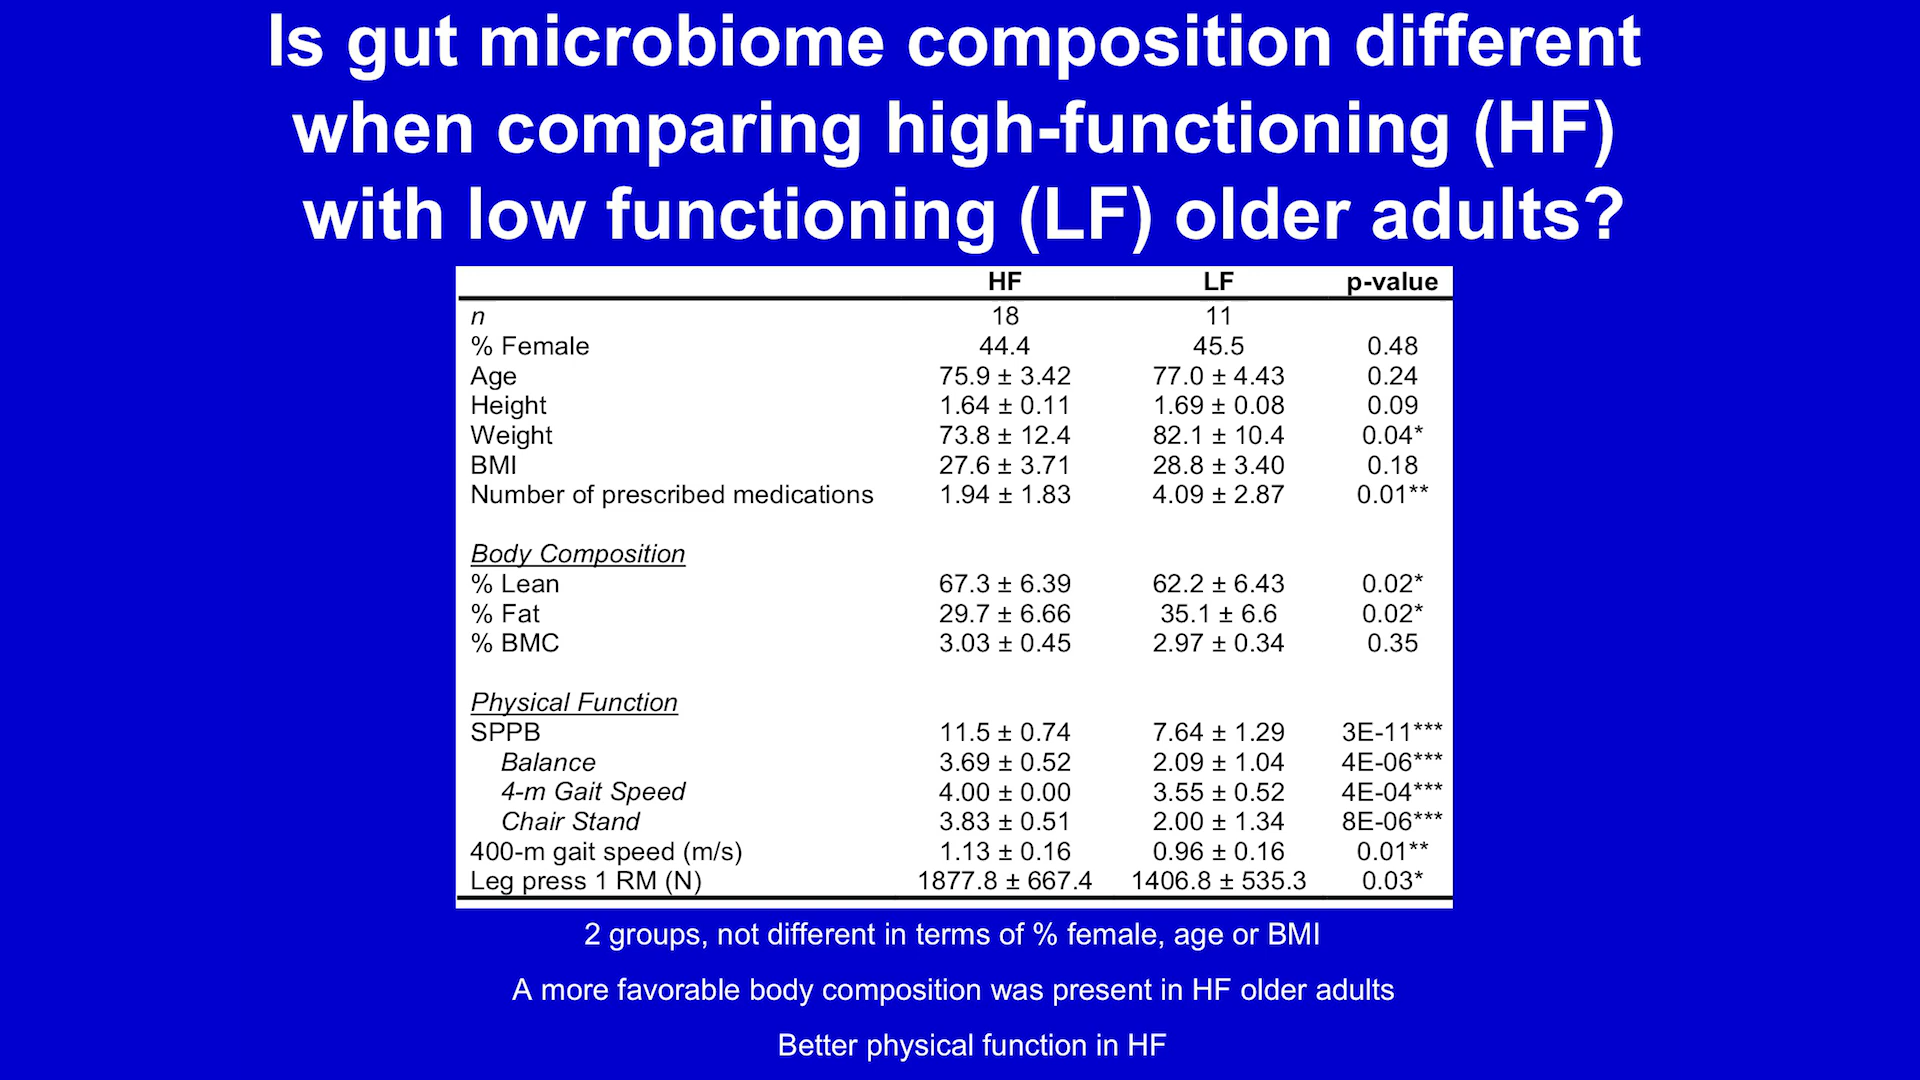 Is gut microbiome composition different
when comparing high-functioning (HF)
with low functioning (LF) older adults?
HF LF p-value
n 18 11
% Female 44.4 45.5 0.48
Age 75.9 ± 3.42 77.0 ± 4.43 0.24
Height 1.64 ± 0.11 1.69 ± 0.08 0.09
Weight 73.8 ± 12.4 82.1 ± 10.4 0.04*
BMI 27.6 ± 3.71 28.8 ± 3.40 0.18
Number of prescribed medications 1.94 ± 1.83 4.09 ± 2.87 0.01**
Body Composition
% Lean 67.3 ± 6.39 62.2 ± 6.43 0.02*
% Fat 29.7 ± 6.66 35.1 ± 6.6 0.02*
% BMC 3.03 ± 0.45 2.97 ± 0.34 0.35
Physical Function
SPPB 11.5 ± 0.74 7.64 ± 1.29 3E-11***
Balance 3.69 ± 0.52 2.09 ± 1.04 4E-06***
4-m Gait Speed 4.00 ± 0.00 3.55 ± 0.52 4E-04***
Chair Stand 3.83 ± 0.51 2.00 ± 1.34 8E-06***
400-m gait speed (m/s) 1.13 ± 0.16 0.96 ± 0.16 0.01**
Leg press 1 RM (N) 1877.8 ± 667.4 1406.8 ± 535.3 0.03*
2 groups, not different in terms of % female, age or BMI
A more favorable body composition was present in HF older adults
Better physical function in HF